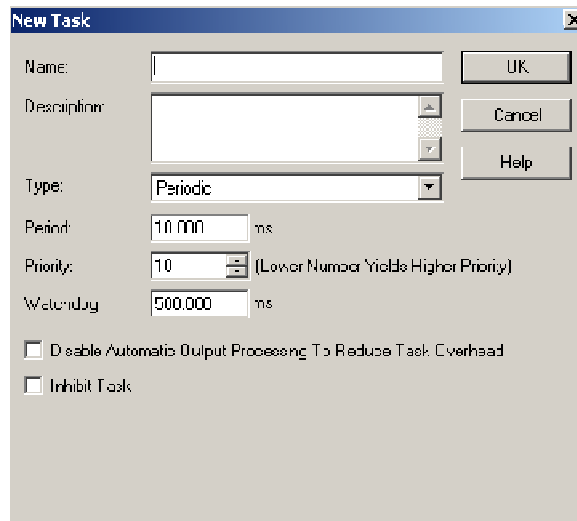 New Task
Name:
OK
Description:
Cancel
Help
Type:
Periodic
Period:
10.000 ms
Priority:
10 (Lower Number Yields Higher Priority)
Watchdog:
500.000 ms
Disable Automatic Output Processing To Reduce Task Overhead
Inhibit Task